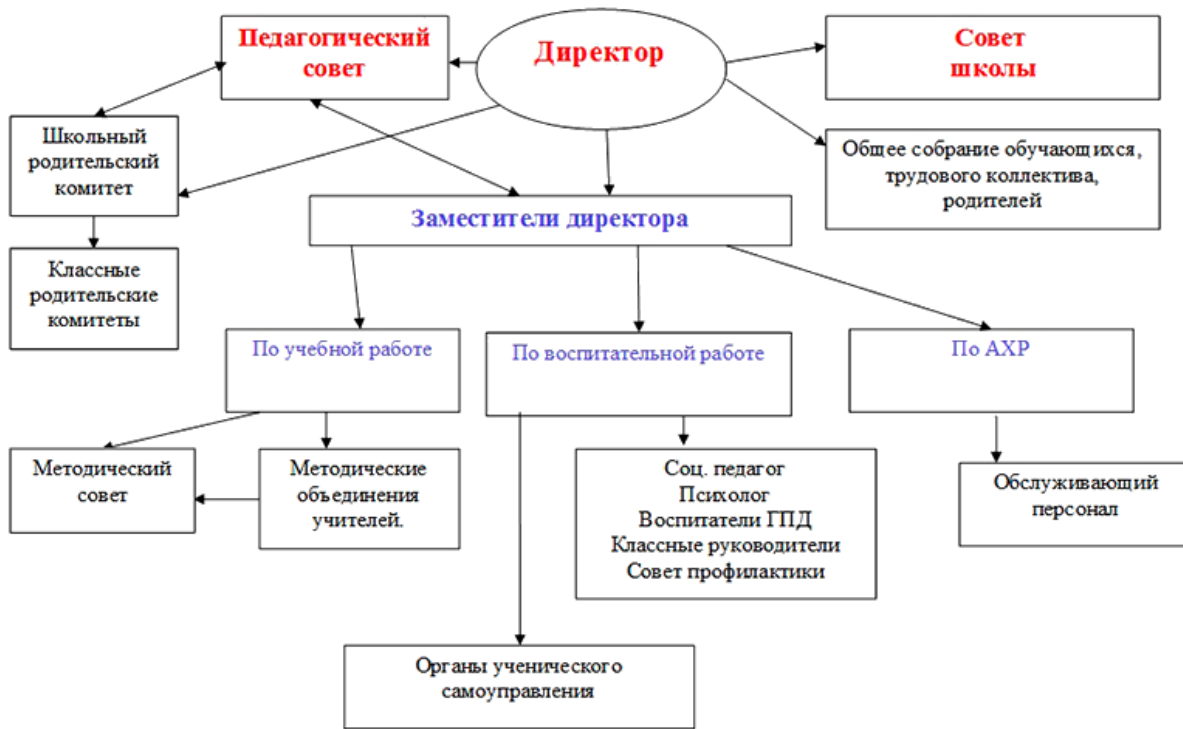 Педагогический
совет
Директор
Совет
школы
Школьный
родительский
комитет
Общее собрание обучающихся,
трудового коллектива,
родителей
Заместители директора
Классные
родительские
комитеты
По учебной работе
По воспитательной работе
По АХР
Методический
совет
Методические
объединения
учителей.
Соц. педагог
Психолог
Воспитатели ГПД
Классные руководители
Совет профилактики
Обслуживающий
персонал
Органы ученического
самоуправления